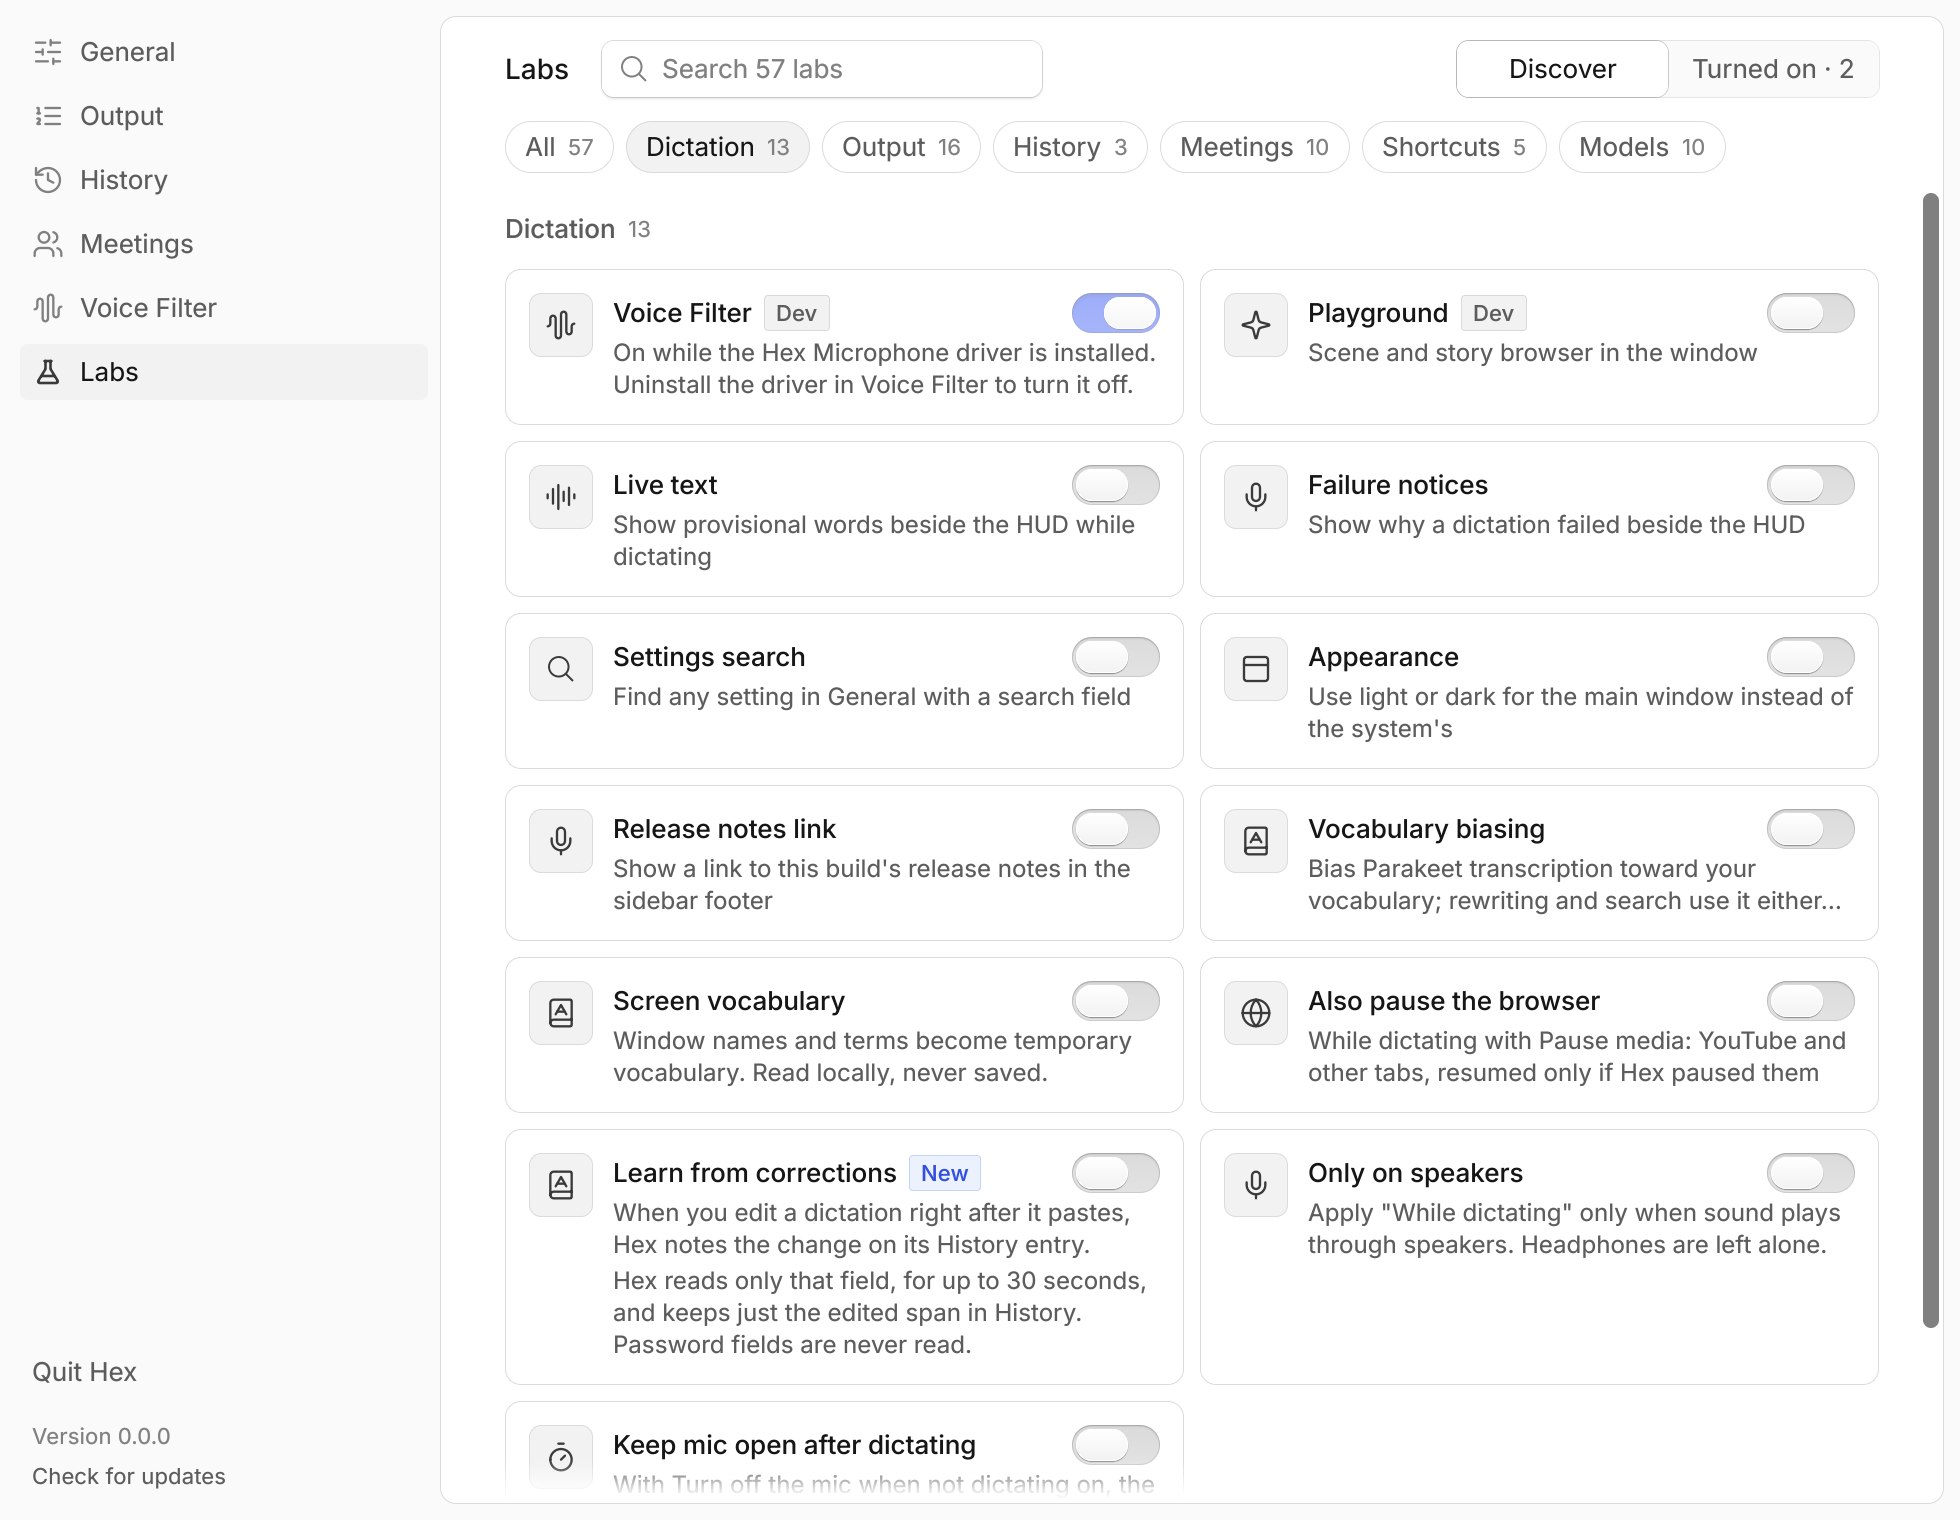 General
Output
History
Meetings
Voice Filter
Labs
Quit Hex
Version 0.0.0
Check for updates
Labs
Search 57 labs
Discover
Turned on · 2
All 57
Dictation 13
Output 16
History 3
Meetings 10
Shortcuts 5
Models 10
Dictation 13
Voice Filter Dev
On while the Hex Microphone driver is installed.
Uninstall the driver in Voice Filter to turn it off.
Playground Dev
Scene and story browser in the window
Live text
Show provisional words beside the HUD while
dictating
Failure notices
Show why a dictation failed beside the HUD
Settings search
Find any setting in General with a search field
Appearance
Use light or dark for the main window instead of
the system's
Release notes link
Show a link to this build's release notes in the
sidebar footer
Vocabulary biasing
Bias Parakeet transcription toward your
vocabulary; rewriting and search use it either...
Screen vocabulary
Window names and terms become temporary
vocabulary. Read locally, never saved.
Also pause the browser
While dictating with Pause media: YouTube and
other tabs, resumed only if Hex paused them
Learn from corrections New
When you edit a dictation right after it pastes,
Hex notes the change on its History entry.
Hex reads only that field, for up to 30 seconds,
and keeps just the edited span in History.
Password fields are never read.
Only on speakers
Apply "While dictating" only when sound plays
through speakers. Headphones are left alone.
Keep mic open after dictating
With Turn off the mic when not dictating on, the